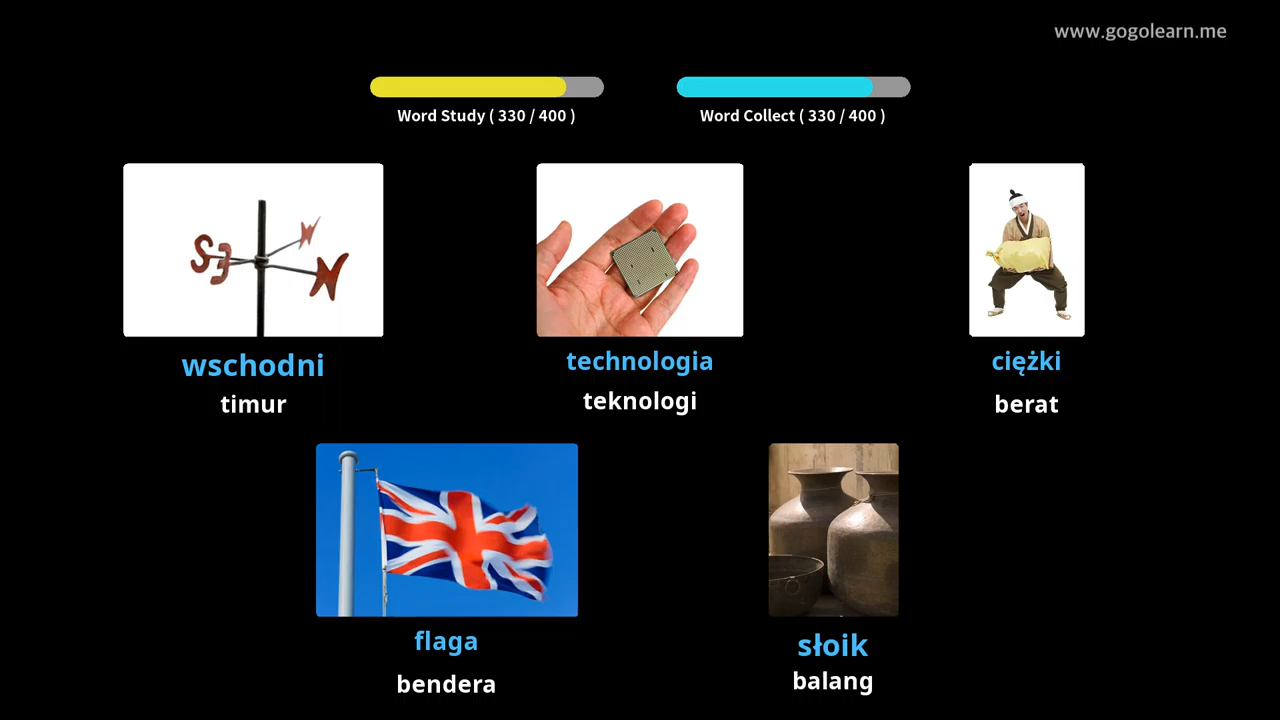 www.gogolearn.me
Word Study ( 330 / 400 )
Word Collect ( 330 / 400 )
wschodni
timur
technologia
teknologi
ciężki
berat
flaga
bendera
słoik
balang